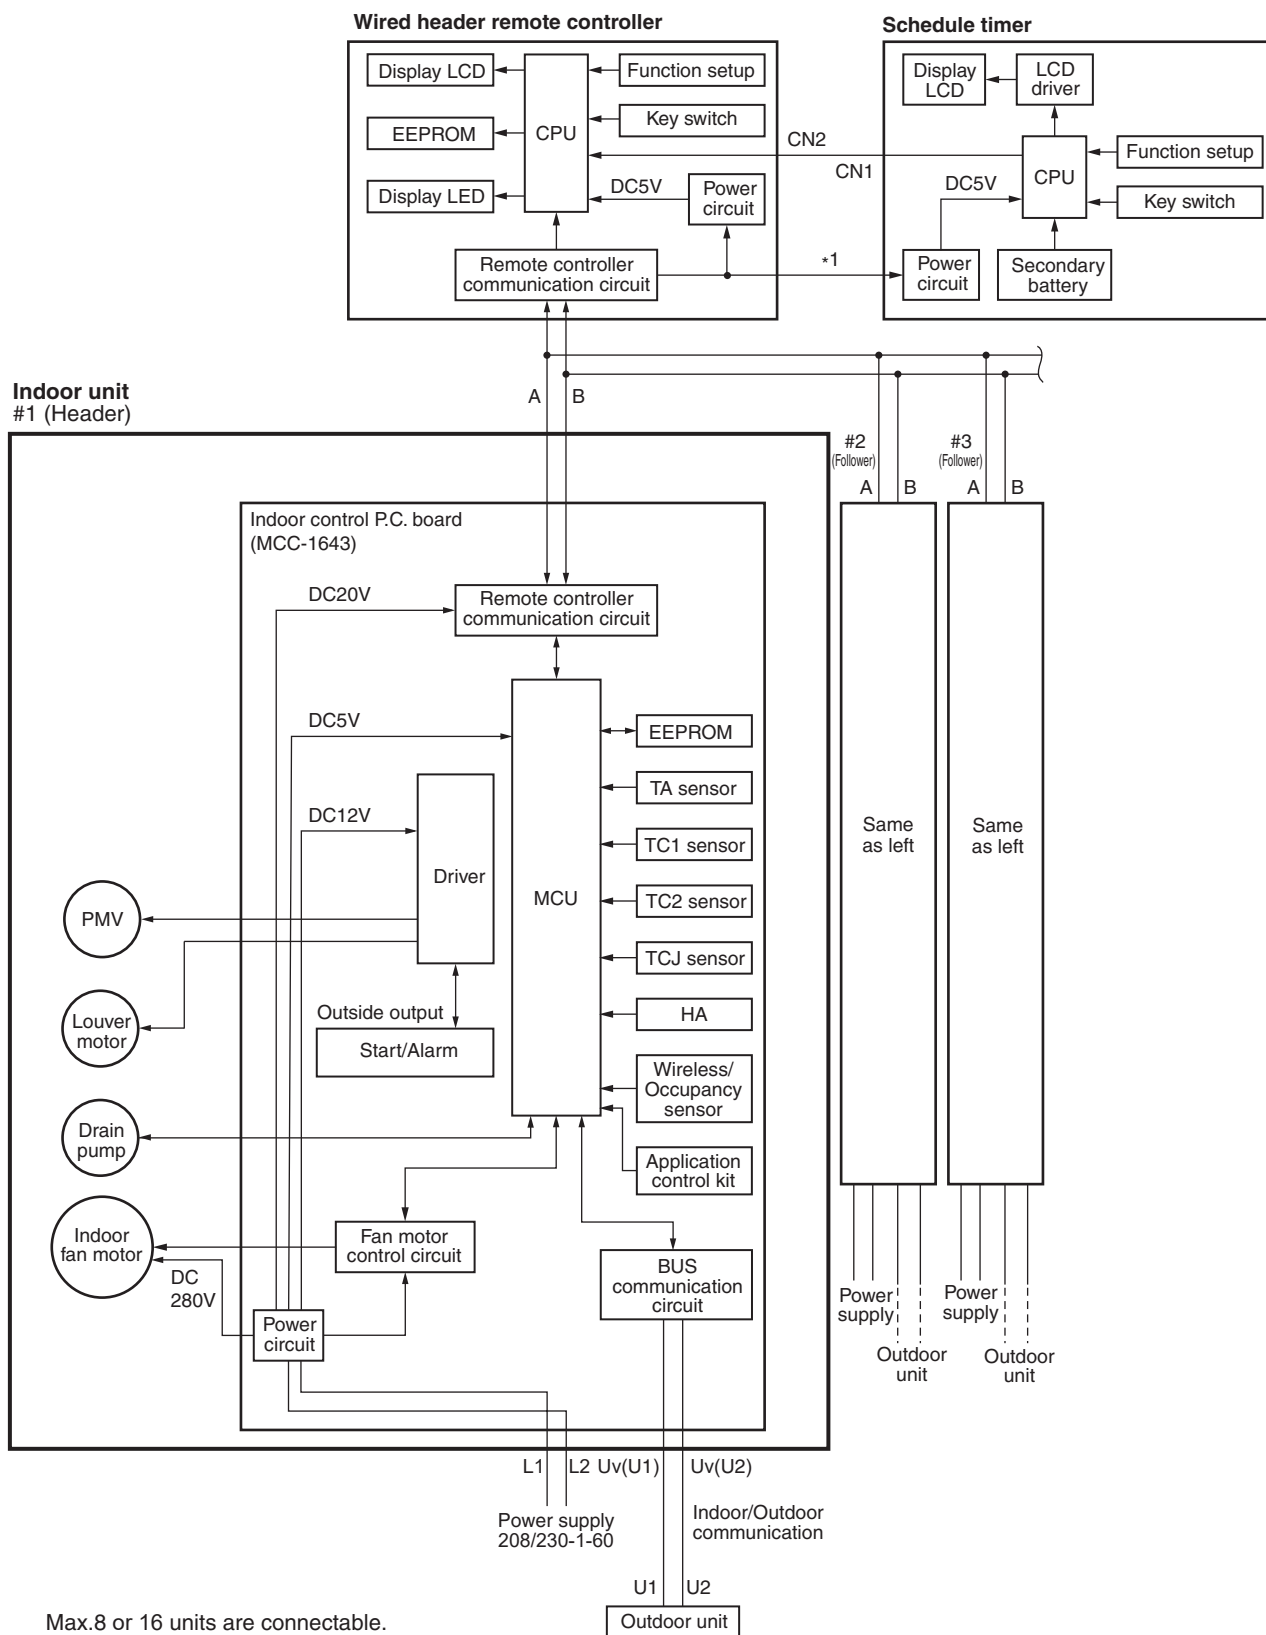 Wired header remote controller
Display LCD
EEPROM
Display LED
CPU
Function setup
Key switch
DC5V
Power
circuit
Remote controller
communication circuit
CN2
CN1
*1
Schedule timer
Display
LCD
LCD
driver
CPU
Function setup
Key switch
DC5V
Power
circuit
Secondary
battery
A
B
Indoor unit
#1 (Header)
Indoor control P.C. board
(MCC-1643)
DC20V
Remote controller
communication circuit
DC5V
DC12V
Driver
MCU
EEPROM
TA sensor
TC1 sensor
TC2 sensor
TCJ sensor
HA
Wireless/
Occupancy
sensor
Application
control kit
Outside output
Start/Alarm
PMV
Louver
motor
Drain
pump
Indoor
fan motor
DC
280V
Fan motor
control circuit
Power
circuit
BUS
communication
circuit
#2
(Follower)
A
B
Same
as left
Power
supply
Outdoor
unit
#3
(Follower)
A
B
Same
as left
Power
supply
Outdoor
unit
L1
L2
Uv(U1)
Uv(U2)
Power supply
208/230-1-60
Indoor/Outdoor
communication
U1
U2
Outdoor unit
Max.8 or 16 units are connectable.